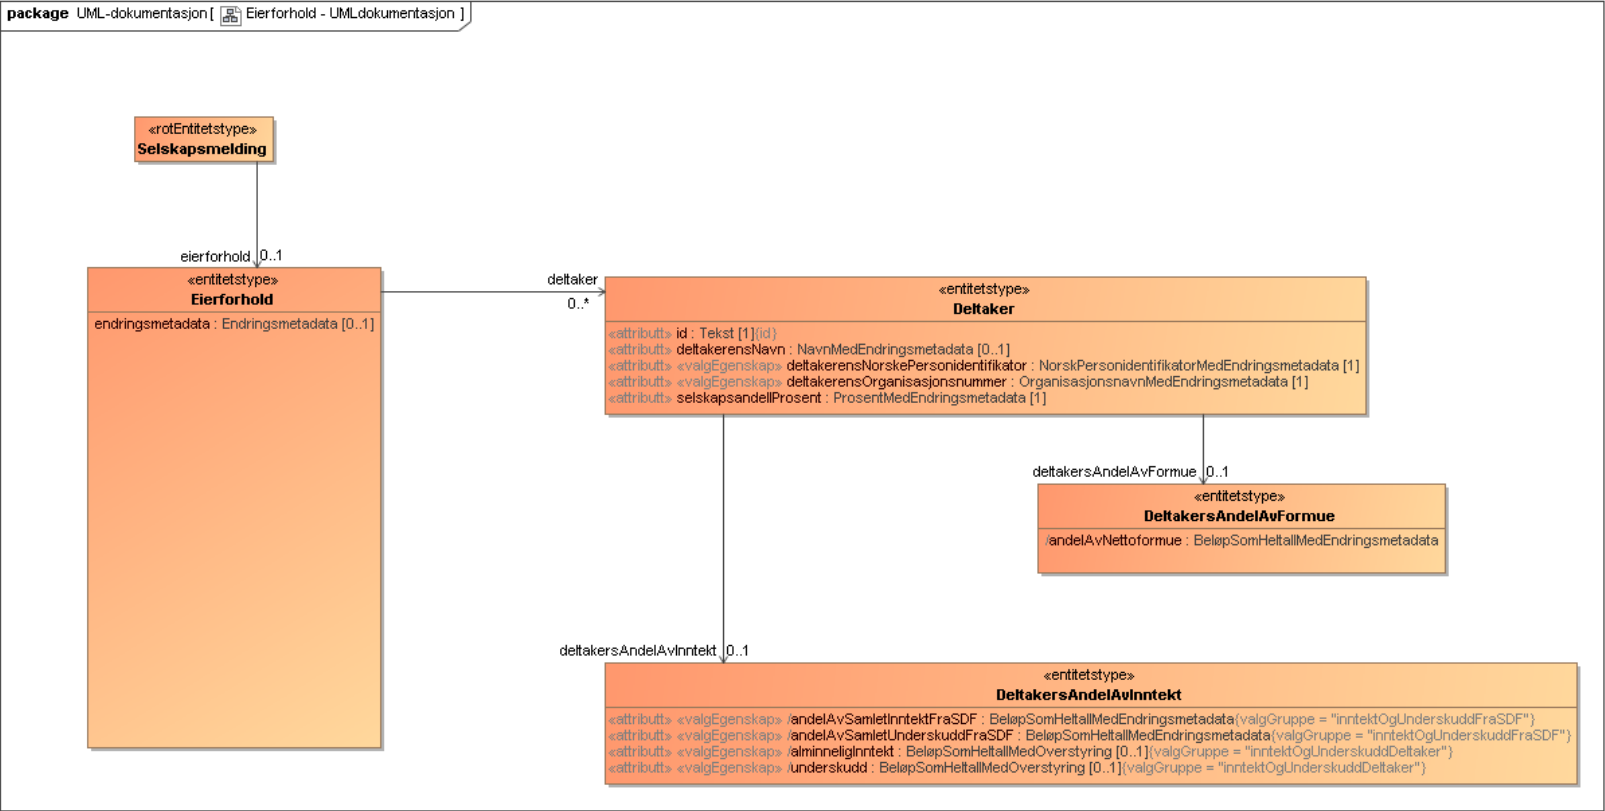 package UML-dokumentasjon [ Eierforhold - UMLdokumentasjon ]
«rotEntitetstype»
Selskapsmelding
eierforhold 0..1
«entitetstype»
Eierforhold
endringsmetadata : Endringsmetadata [0..1]
deltaker
0..*
«entitetstype»
Deltaker
«attributt» id : Tekst [1]{id}
«attributt» deltakerensNavn : NavnMedEndringsmetadata [0..1]
«attributt» «valgEgenskap» deltakerensNorskePersonidentifikator : NorskPersonidentifikatorMedEndringsmetadata [1]
«attributt» «valgEgenskap» deltakerensOrganisasjonsnummer : OrganisasjonsnavnMedEndringsmetadata [1]
«attributt» selskapsandelIProsent : ProsentMedEndringsmetadata [1]
deltakersAndelAvFormue 0..1
«entitetstype»
DeltakersAndelAvFormue
/andelAvNettoformue : BeløpSomHeltallMedEndringsmetadata
deltakersAndelAvInntekt 0..1
«entitetstype»
DeltakersAndelAvInntekt
«attributt» «valgEgenskap» /andelAvSamletInntektFraSDF : BeløpSomHeltallMedEndringsmetadata{valgGruppe = "inntektOgUnderskuddFraSDF"}
«attributt» «valgEgenskap» /andelAvSamletUnderskuddFraSDF : BeløpSomHeltallMedEndringsmetadata{valgGruppe = "inntektOgUnderskuddFraSDF"}
«attributt» «valgEgenskap» /alminneligInntekt : BeløpSomHeltallMedOverstyring [0..1]{valgGruppe = "inntektOgUnderskuddDeltaker"}
«attributt» «valgEgenskap» /underskudd : BeløpSomHeltallMedOverstyring [0..1]{valgGruppe = "inntektOgUnderskuddDeltaker"}